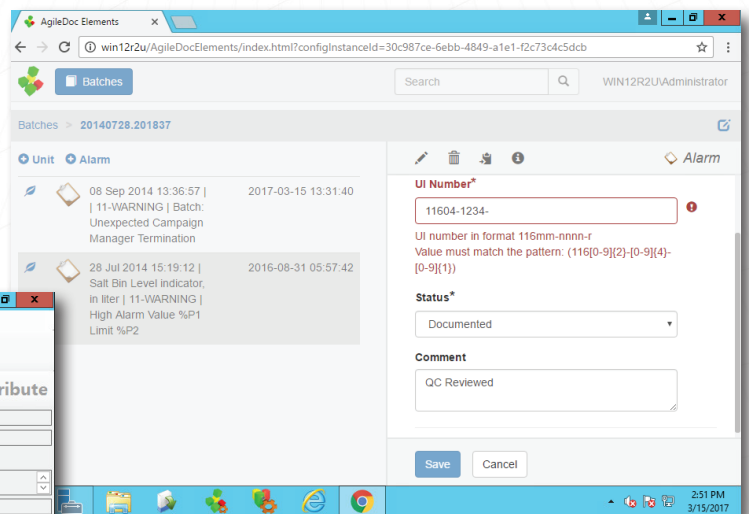 AgileDoc Elements
win12r2u/AgileDocElements/index.html?configInstanceId=30c987ce-6ebb-4849-a1e1-f2c73c4c5dcb
Batches
Search
WIN12R2U\Administrator
Batches > 20140728.201837
Unit Alarm
Alarm
08 Sep 2014 13:36:57 | 2017-03-15 13:31:40
| 11-WARNING | Batch:
Unexpected Campaign
Manager Termination
28 Jul 2014 15:19:12 | 2016-08-31 05:57:42
Salt Bin Level indicator,
in liter | 11-WARNING |
High Alarm Value %P1
Limit %P2
UI Number*
11604-1234-
UI number in format 116mm-nnnn-r
Value must match the pattern: (116[0-9]{2}-[0-9]{4}-
[0-9]{1})
Status*
Documented
Comment
QC Reviewed
Save Cancel
ribute
2:51 PM
3/15/2017